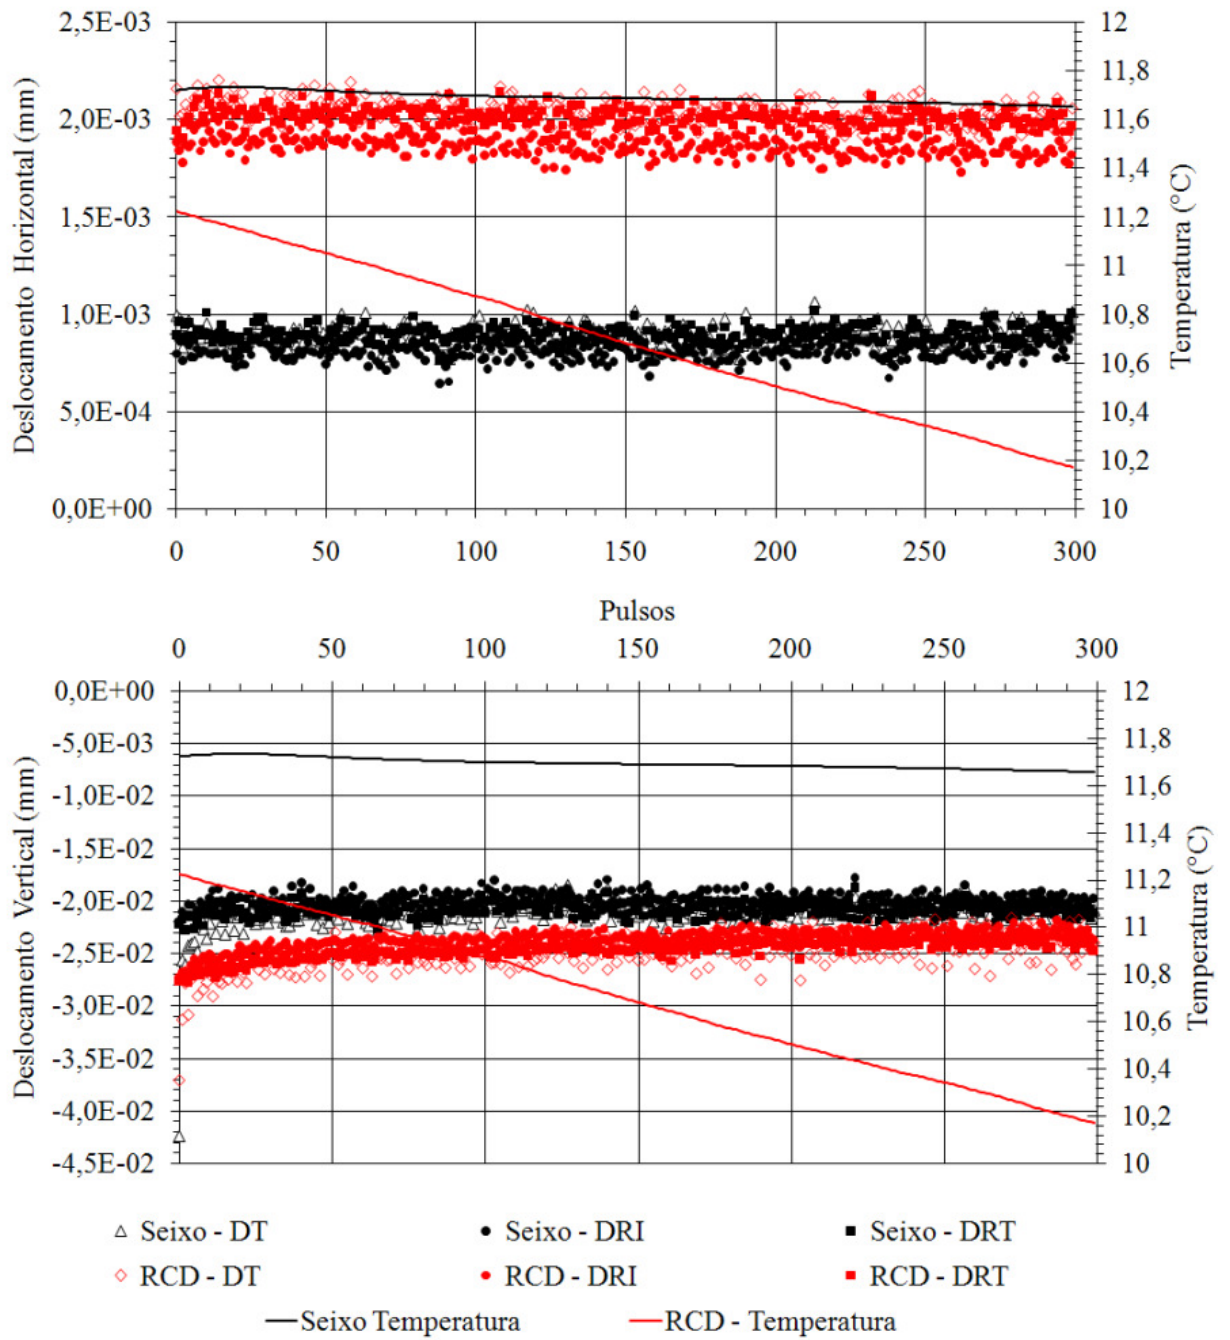 2,5E-03
2,0E-03
1,5E-03
1,0E-03
5,0E-04
0,0E+00
Deslocamento Horizontal (mm)
12
11,8
11,6
11,4
11,2
11
10,8
10,6
10,4
10,2
10
Temperatura (°C)
0 50 100 150 200 250 300
Pulsos
0 50 100 150 200 250 300
0,0E+00
-5,0E-03
-1,0E-02
-1,5E-02
-2,0E-02
-2,5E-02
-3,0E-02
-3,5E-02
-4,0E-02
-4,5E-02
Deslocamento Vertical (mm)
12
11,8
11,6
11,4
11,2
11
10,8
10,6
10,4
10,2
10
Temperatura (°C)
Seixo - DT Seixo - DRI Seixo - DRT
RCD - DT RCD - DRI RCD - DRT
Seixo Temperatura RCD - Temperatura